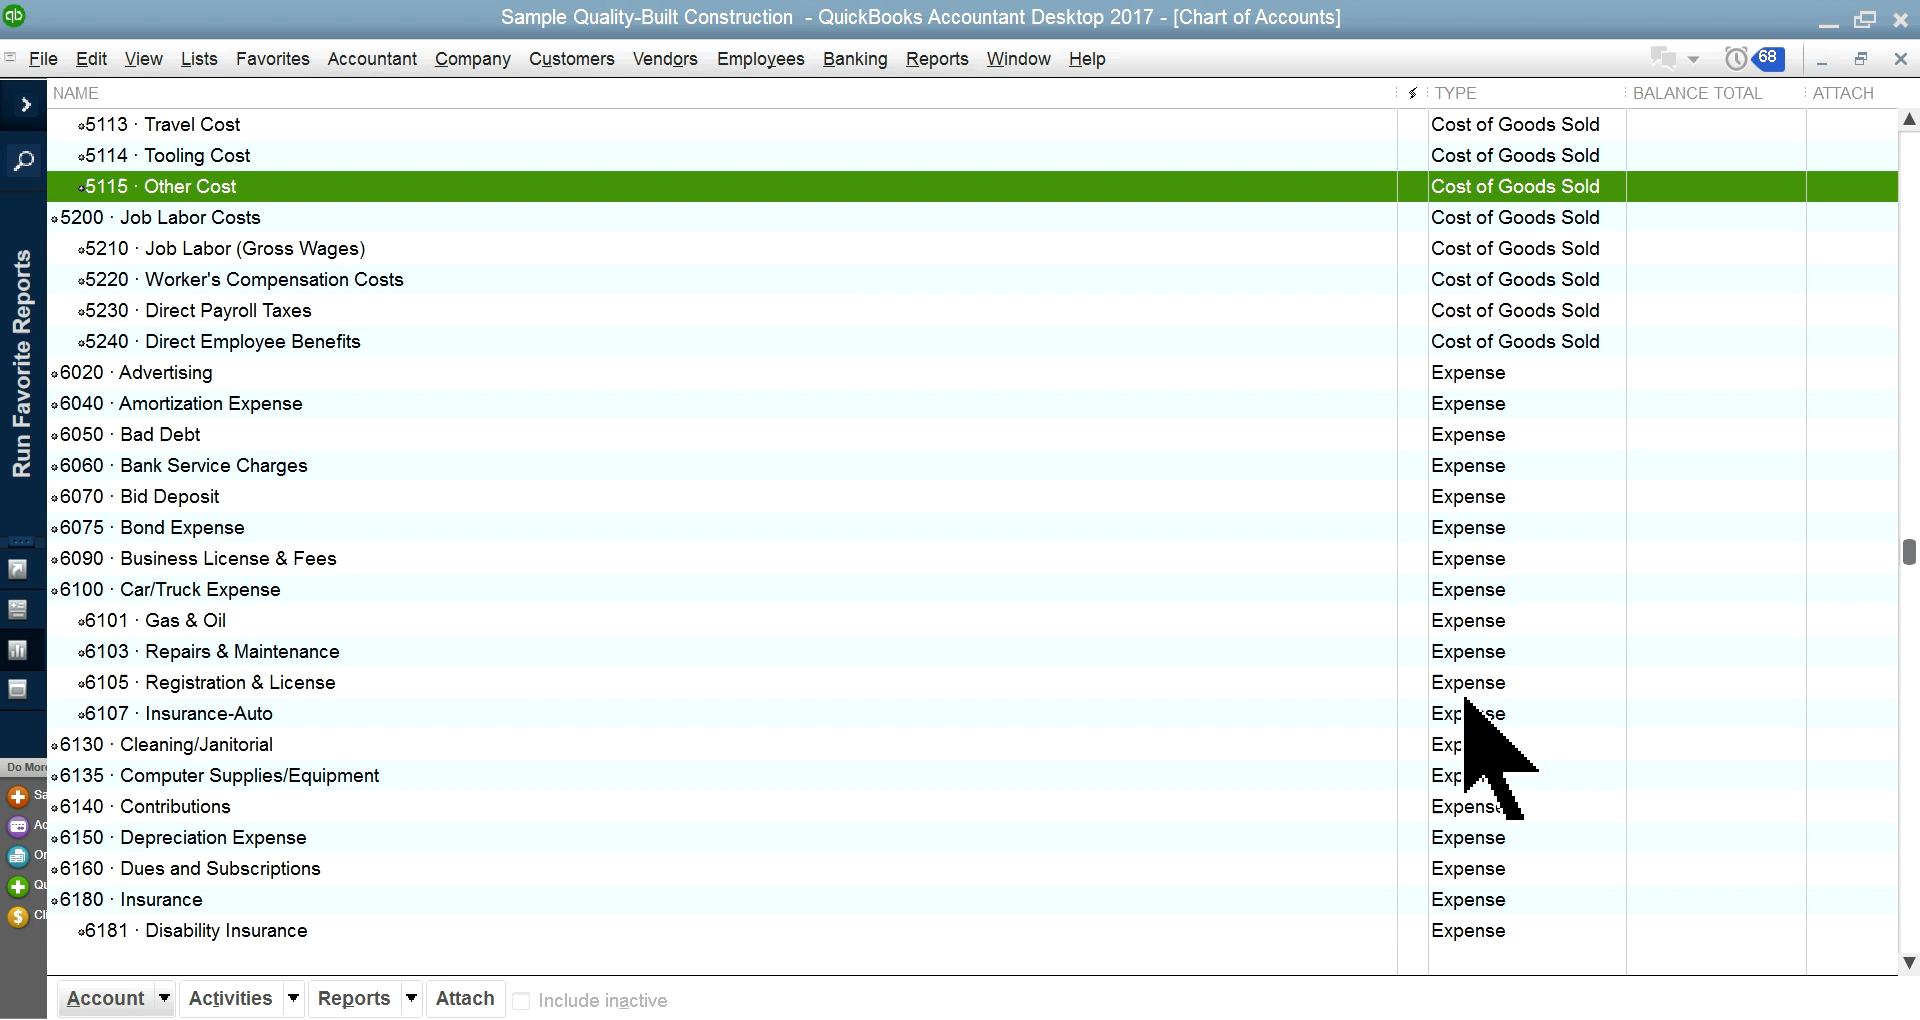 qb Sample Quality-Built Construction - QuickBooks Accountant Desktop 2017 - [Chart of Accounts]
File Edit View Lists Favorites Accountant Company Customers Vendors Employees Banking Reports Window Help 68
NAME TYPE BALANCE TOTAL ATTACH
5113 · Travel Cost Cost of Goods Sold
5114 · Tooling Cost Cost of Goods Sold
5115 · Other Cost Cost of Goods Sold
5200 · Job Labor Costs Cost of Goods Sold
5210 · Job Labor (Gross Wages) Cost of Goods Sold
5220 · Worker's Compensation Costs Cost of Goods Sold
5230 · Direct Payroll Taxes Cost of Goods Sold
5240 · Direct Employee Benefits Cost of Goods Sold
6020 · Advertising Expense
6040 · Amortization Expense Expense
6050 · Bad Debt Expense
6060 · Bank Service Charges Expense
6070 · Bid Deposit Expense
6075 · Bond Expense Expense
6090 · Business License & Fees Expense
6100 · Car/Truck Expense Expense
6101 · Gas & Oil Expense
6103 · Repairs & Maintenance Expense
6105 · Registration & License Expense
6107 · Insurance-Auto
6130 · Cleaning/Janitorial
6135 · Computer Supplies/Equipment
6140 · Contributions Expense
6150 · Depreciation Expense Expense
6160 · Dues and Subscriptions Expense
6180 · Insurance Expense
6181 · Disability Insurance Expense
Run Favorite Reports
Do More
Account Activities Reports Attach Include inactive